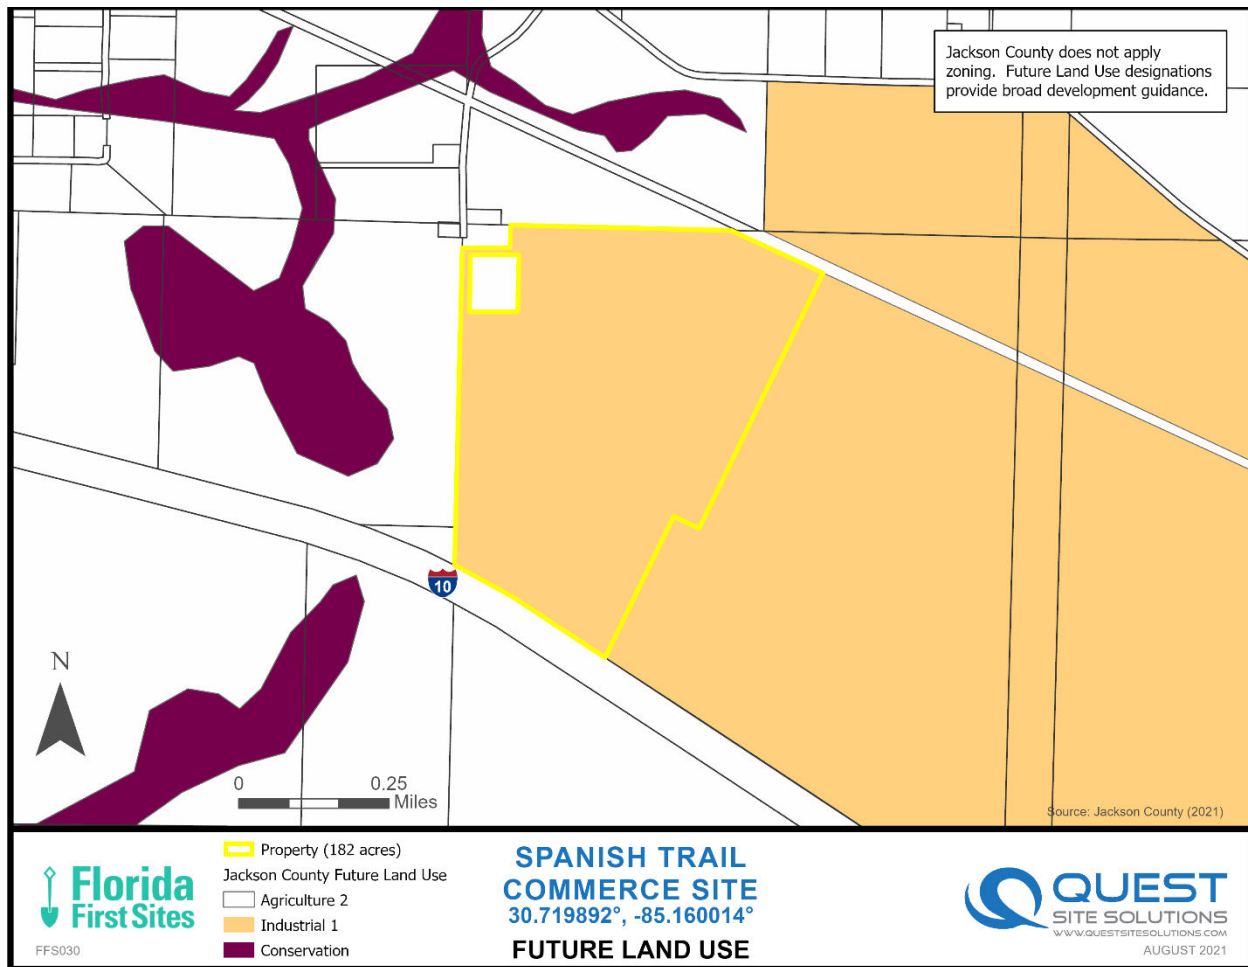 Jackson County does not apply
zoning. Future Land Use designations
provide broad development guidance.
10
N
0 0.25
Miles
Source: Jackson County (2021)
Florida
First Sites
FFS030
Property (182 acres)
Jackson County Future Land Use
Agriculture 2
Industrial 1
Conservation
SPANISH TRAIL
COMMERCE SITE
30.719892°, -85.160014°
FUTURE LAND USE
QUEST
SITE SOLUTIONS
WWW.QUESTSITESOLUTIONS.COM
AUGUST 2021